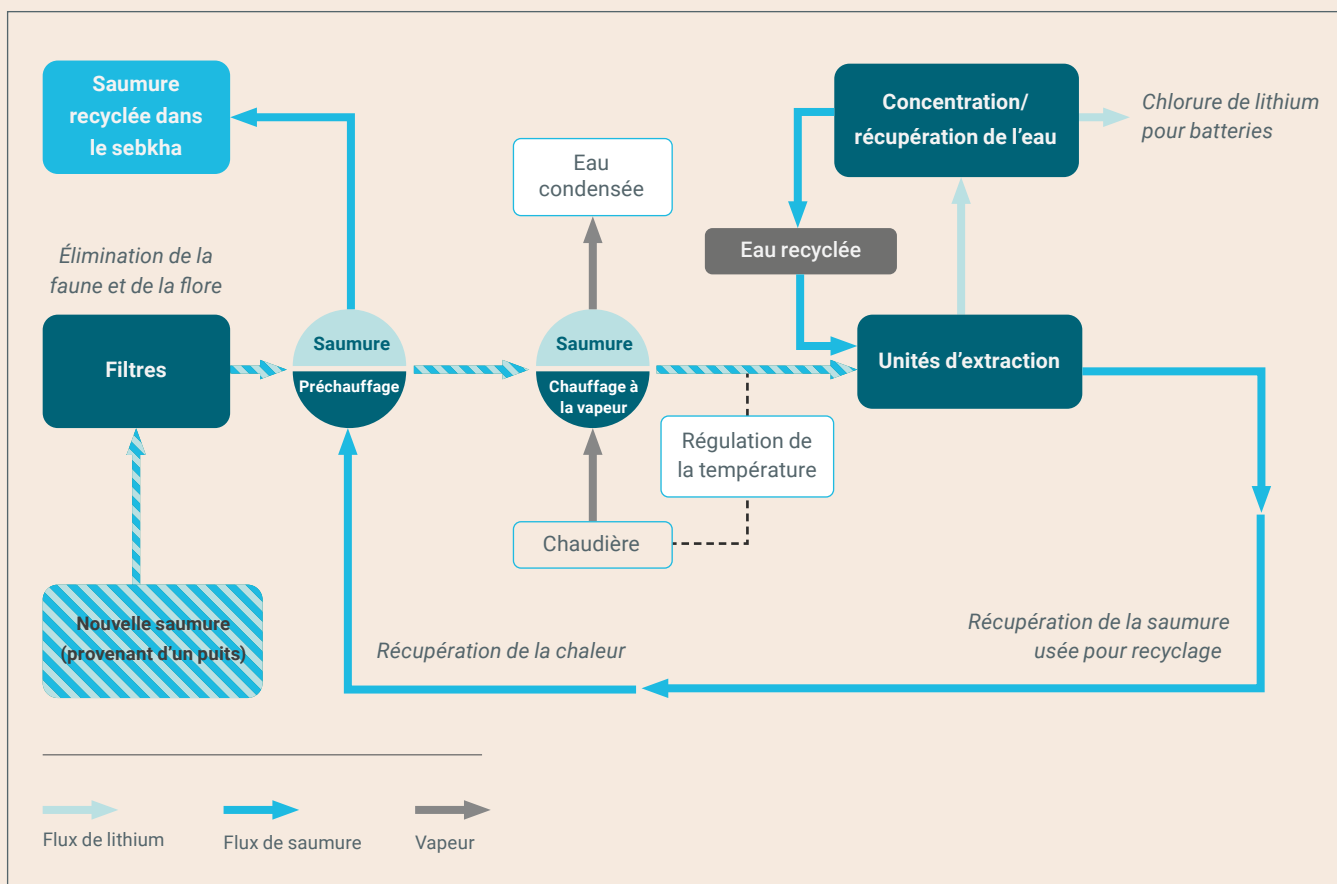 Saumure
recyclée dans
le sebkha
Concentration/
récupération de l’eau
Chlorure de lithium
pour batteries
Eau
condensée
Eau recyclée
Élimination de la
faune et de la flore
Filtres
Saumure
Préchauffage
Saumure
Chauffage à
la vapeur
Unités d’extraction
Régulation de
la température
Chaudière
Nouvelle saumure
(provenant d’un puits)
Récupération de la chaleur
Récupération de la saumure
usée pour recyclage
Flux de lithium
Flux de saumure
Vapeur